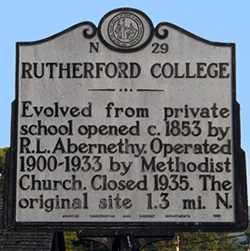 N 29
RUTHERFORD COLLEGE
Evolved from private
school opened c. 1853 by
R.L. Abernethy. Operated
1900-1933 by Methodist
Church. Closed 1935. The
original site 1.3 mi. N.